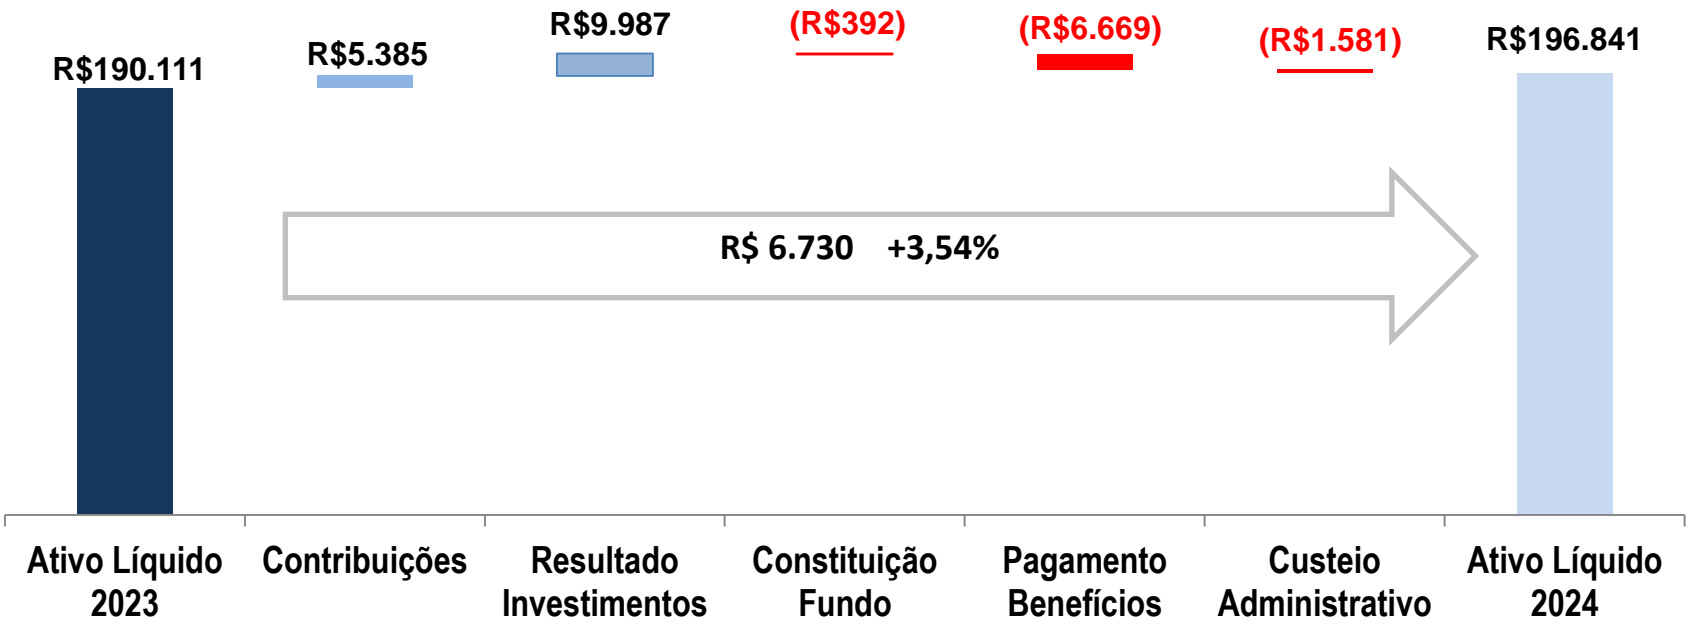 R$190.111
R$5.385
R$9.987
(R$392)
(R$6.669)
(R$1.581)
R$196.841
R$ 6.730 +3,54%
Ativo Líquido
2023
Contribuições
Resultado
Investimentos
Constituição
Fundo
Pagamento
Benefícios
Custeio
Administrativo
Ativo Líquido
2024